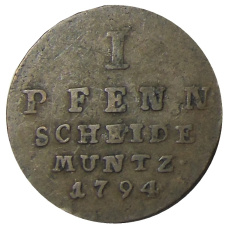 I
PFENN
SCHEIDE
MUNTZ
1794